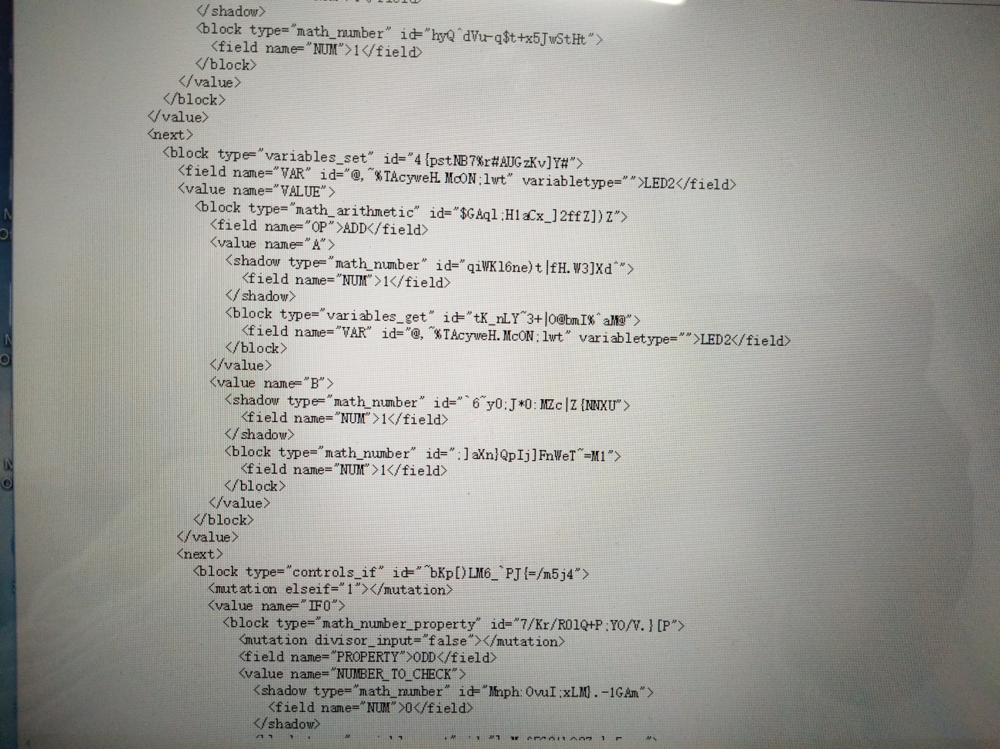 </shadow>
<block type="math_number" id="hyQ^dVu-q$t+x5JwStHt">
<field name="NUM">1</field>
</block>
</value>
</block>
</value>
<next>
<block type="variables_set" id="4{pstNB7%r#AUGzKv]Y#">
<field name="VAR" id="@,~%TAcyweH.McON;lwt" variabletype="">LED2</field>
<value name="VALUE">
<block type="math_arithmetic" id="$GAql;H1aCx_]2ffZ])Z">
<field name="OP">ADD</field>
<value name="A">
<shadow type="math_number" id="qiWKl6ne)t|fH.W3]Xd^">
<field name="NUM">1</field>
</shadow>
<block type="variables_get" id="tK_nLY~3+|O@bmI%^aM@">
<field name="VAR" id="@,~%TAcyweH.McON;lwt" variabletype="">LED2</field>
</block>
</value>
<value name="B">
<shadow type="math_number" id="`6~yO;J*0:MZc|Z{NNXU">
<field name="NUM">1</field>
</shadow>
<block type="math_number" id=";]aXn}QpIj]FnWeT~=M1">
<field name="NUM">1</field>
</block>
</value>
</block>
</value>
<next>
<block type="controls_if" id="~bKp[)LM6_`PJ{=/m5j4">
<mutation elseif="1"></mutation>
<value name="IF0">
<block type="math_number_property" id="7/Kr/R01Q+P;YO/V.}[P">
<mutation divisor_input="false"></mutation>
<field name="PROPERTY">ODD</field>
<value name="NUMBER_TO_CHECK">
<shadow type="math_number" id="Mnph:OvuI;xLM}.-1GAm">
<field name="NUM">0</field>
</shadow>